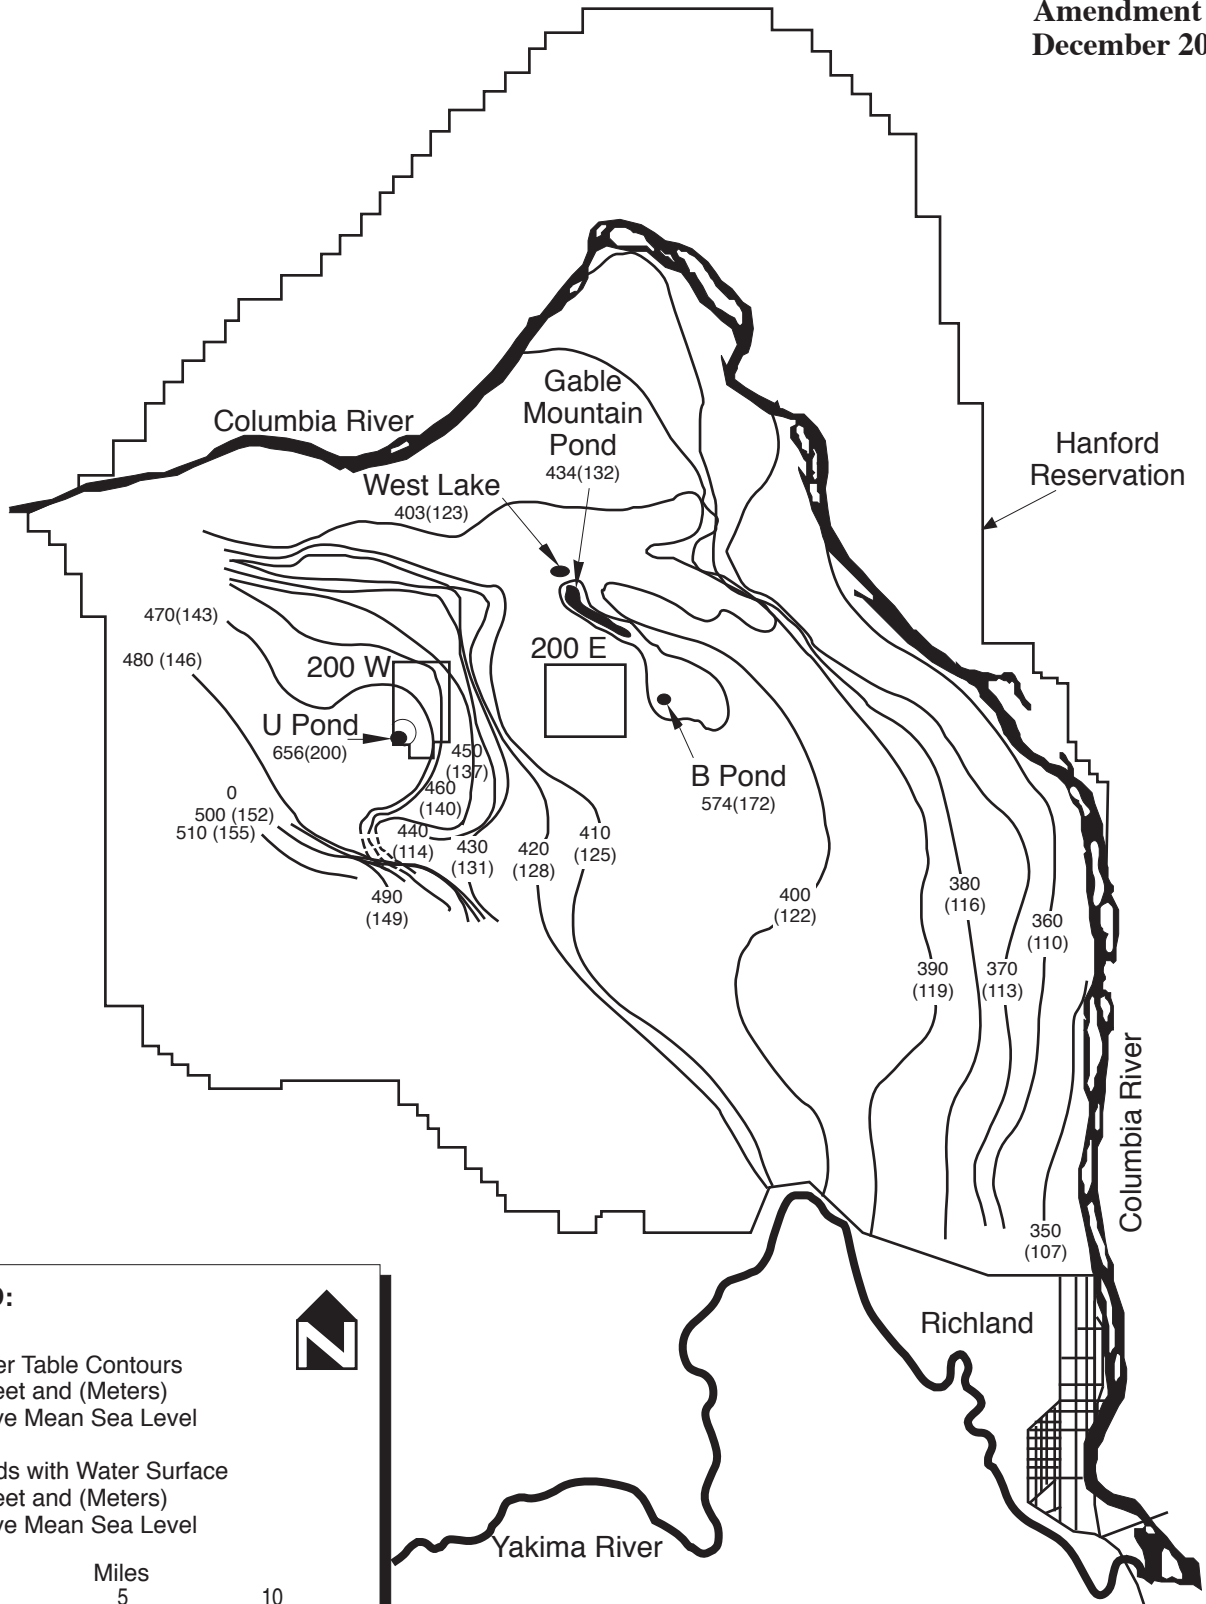 Amendment
December 20
Columbia River
Gable
Mountain
Pond
434(132)
West Lake
403(123)
Hanford
Reservation
470(143)
480 (146)
200 W
200 E
U Pond
656(200)
B Pond
574(172)
450
(137)
460
(140)
0
500 (152)
510 (155)
440
(114)
430
(131)
420
(128)
410
(125)
490
(149)
400
(122)
380
(116)
360
(110)
390
(119)
370
(113)
350
(107)
Columbia River
Richland
Yakima River
:
N
er Table Contours
eet and (Meters)
ve Mean Sea Level
ds with Water Surface
eet and (Meters)
ve Mean Sea Level
Miles
5 10